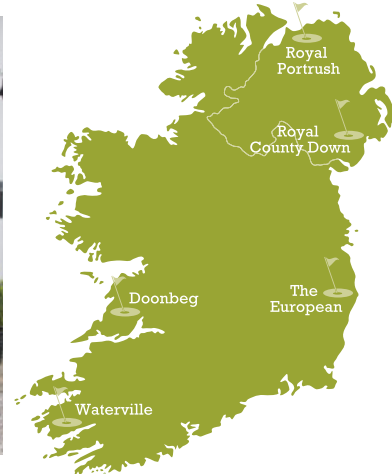 Royal
Portrush
Royal
County Down
The
European
Doonbeg
Waterville